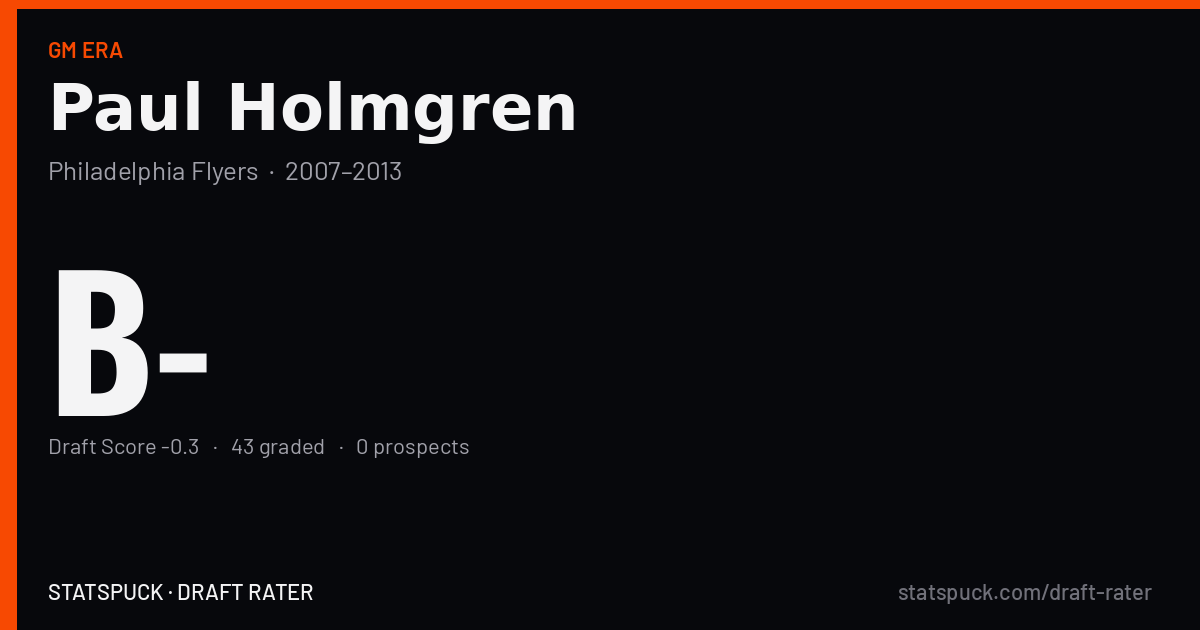 GM ERA
Paul Holmgren
Philadelphia Flyers · 2007–2013
B-
Draft Score -0.3 · 43 graded · 0 prospects
STATSPUCK · DRAFT RATER
statspuck.com/draft-rater